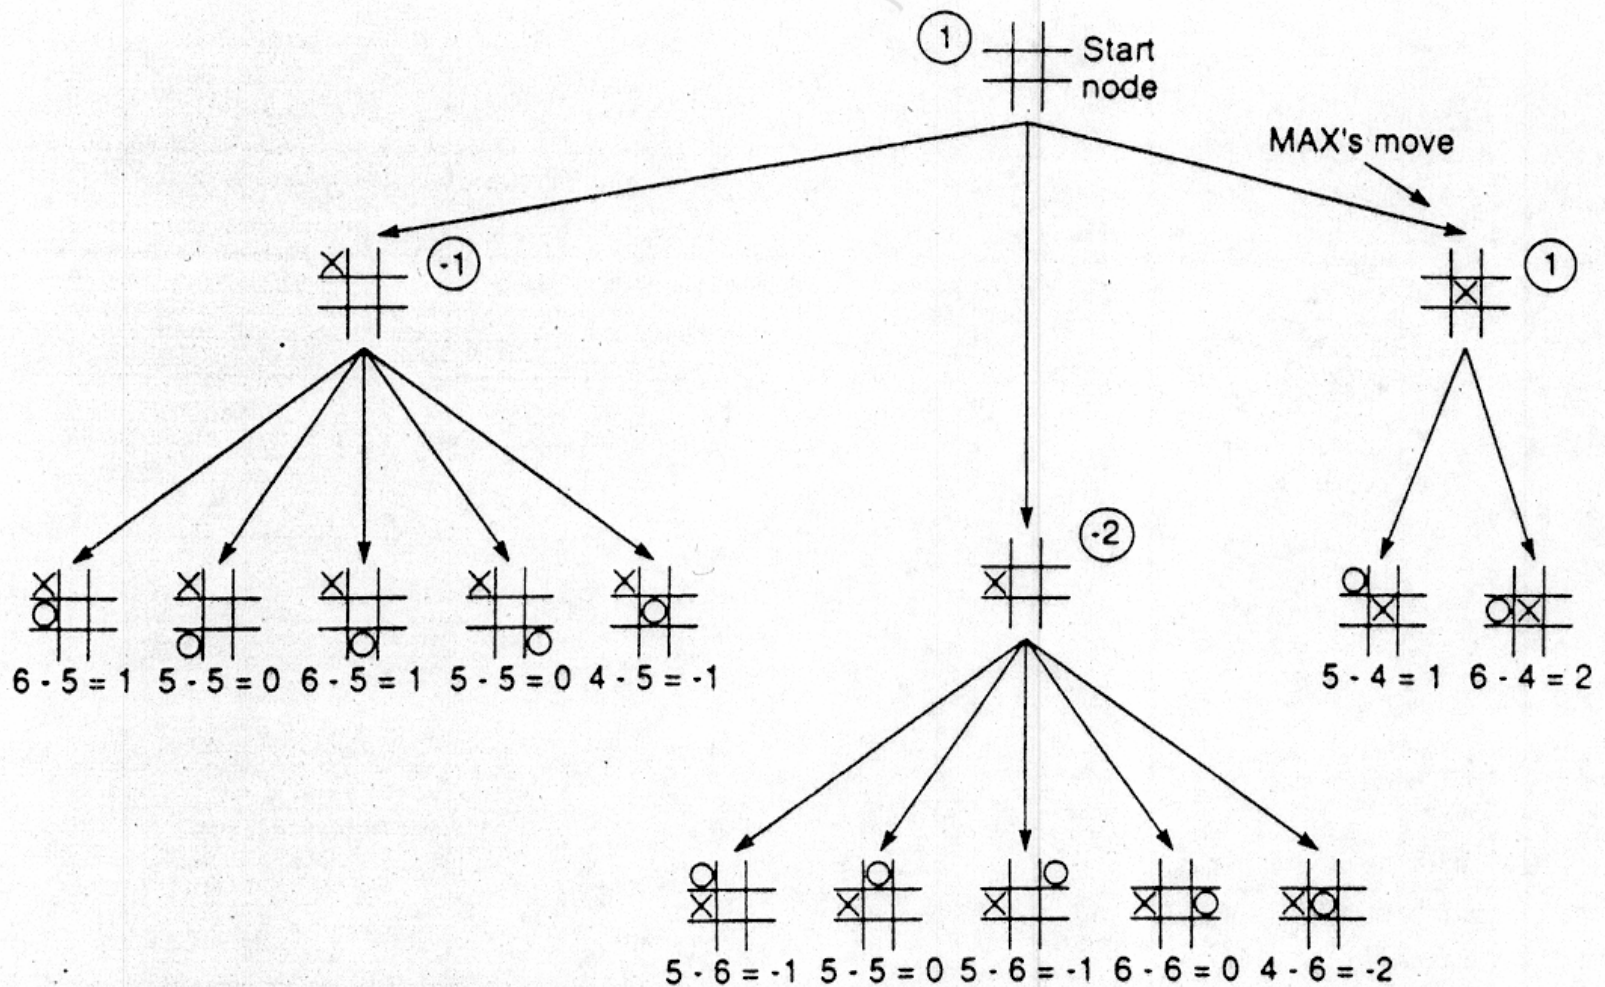 1
Start
node
MAX's move
-1
1
-2
6 - 5 = 1 5 - 5 = 0 6 - 5 = 1 5 - 5 = 0 4 - 5 = -1
5 - 4 = 1 6 - 4 = 2
5 - 6 = -1 5 - 5 = 0 5 - 6 = -1 6 - 6 = 0 4 - 6 = -2